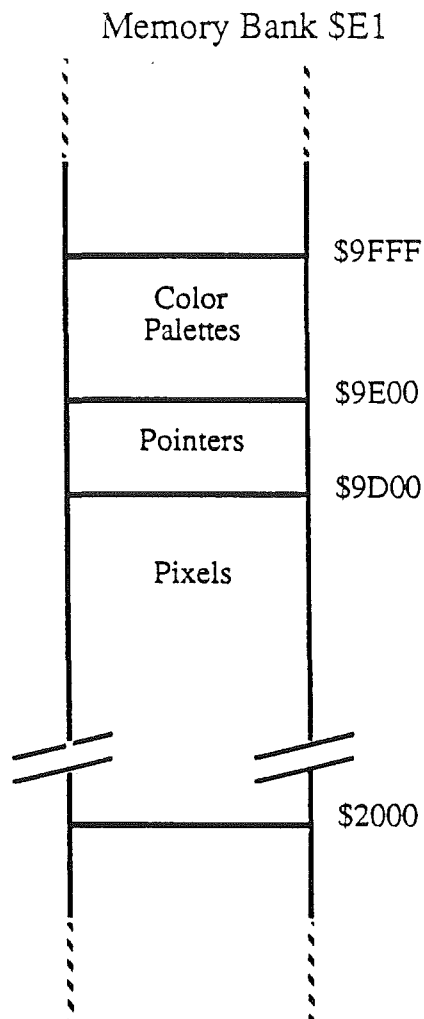 Memory Bank $E1
$9FFF
Color
Palettes
$9E00
Pointers
$9D00
Pixels
$2000